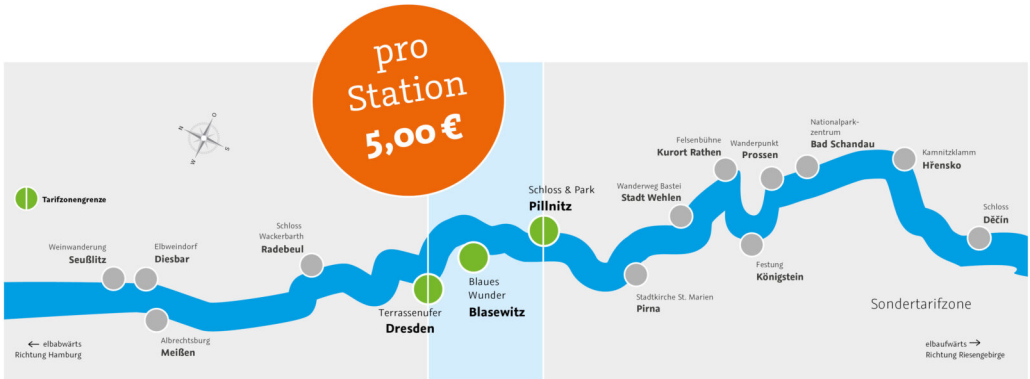 pro
Station
5,00 €
N
O
S
W
Tarifzonengrenze
Weinwanderung
Seußlitz
Elbweindorf
Diesbar
Albrechtsburg
Meißen
Schloss
Wackerbarth
Radebeul
Terrassenufer
Dresden
Blaues
Wunder
Blasewitz
Schloss & Park
Pillnitz
Stadtkirche St. Marien
Pirna
Wanderweg Bastei
Stadt Wehlen
Felsenbühne
Kurort Rathen
Festung
Königstein
Wanderpunkt
Prossen
Nationalpark-
zentrum
Bad Schandau
Kamnitzklamm
Hřensko
Schloss
Děčín
Sondertarifzone
← elbabwärts
Richtung Hamburg
elbaufwärts →
Richtung Riesengebirge